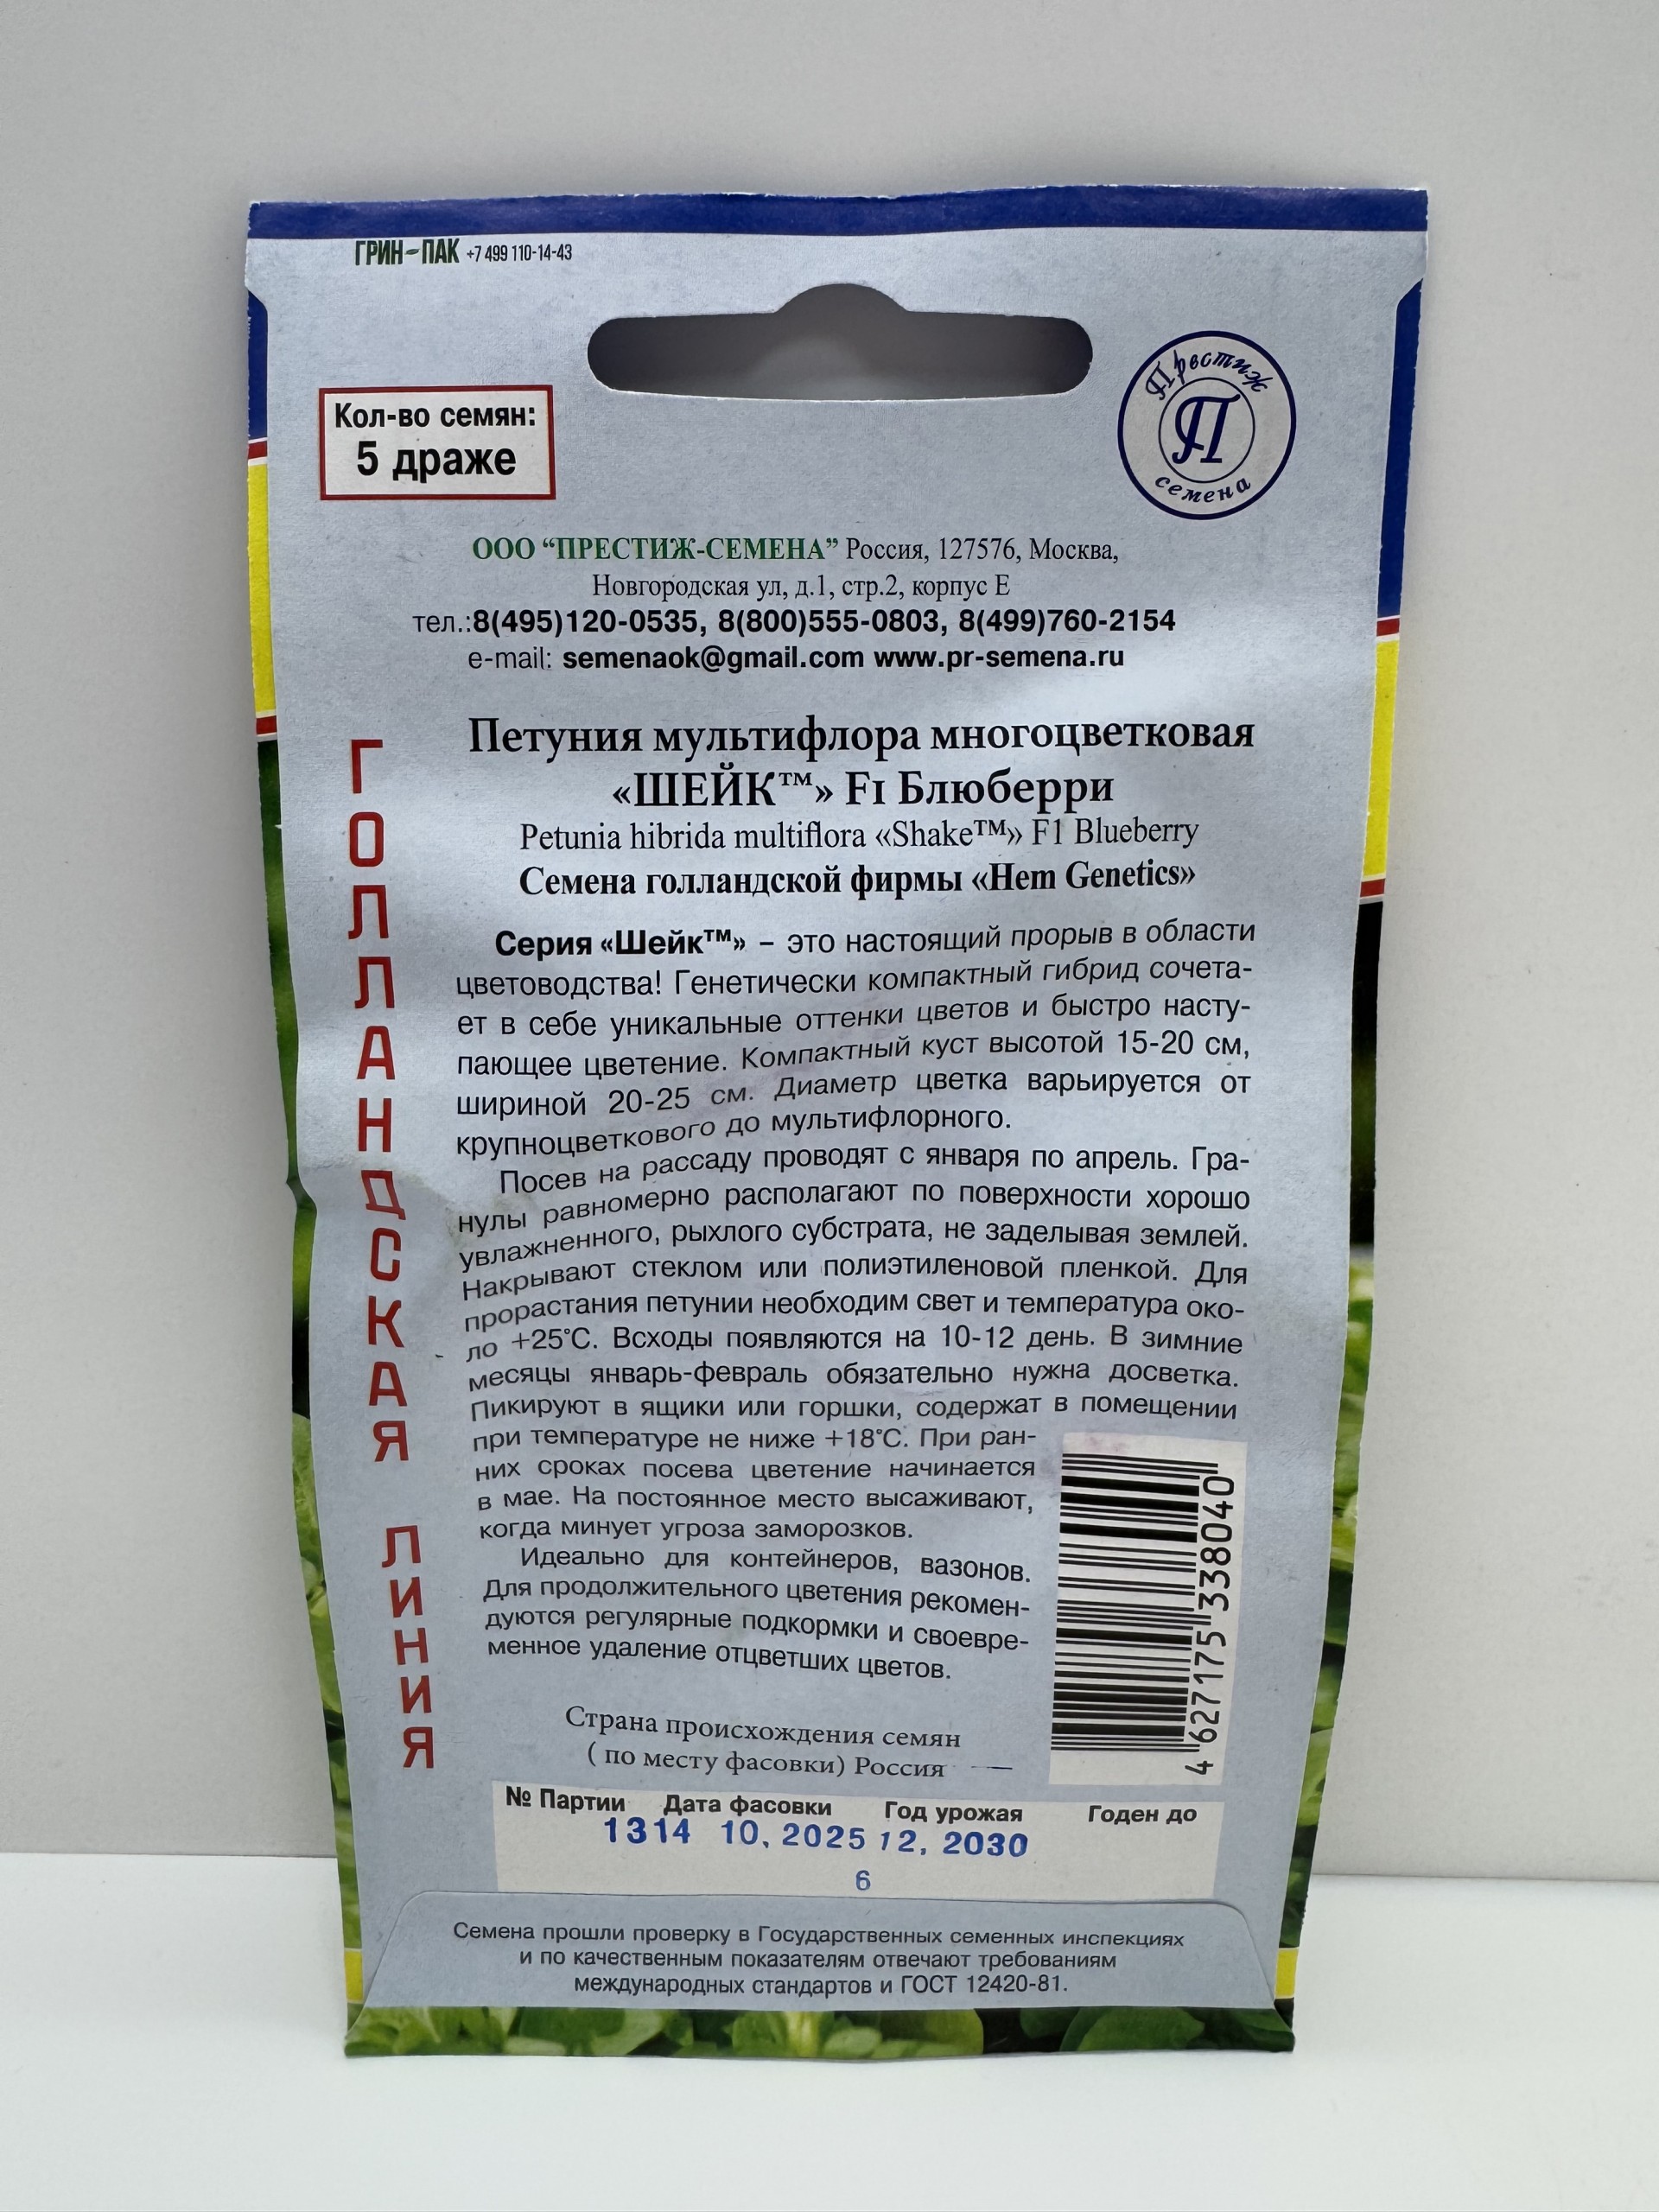 ГРИН-ПАК +7 499 110-14-43
Кол-во семян:
5 драже
Престиж
П
семена
ООО “ПРЕСТИЖ-СЕМЕНА” Россия, 127576, Москва,
Новгородская ул, д.1, стр.2, корпус Е
тел.:8(495)120-0535, 8(800)555-0803, 8(499)760-2154
e-mail: semenaok@gmail.com www.pr-semena.ru
ГОЛЛАНДСКАЯ ЛИНИЯ
Петуния мультифлора многоцветковая
«ШЕЙК™» F1 Блюберри
Petunia hibrida multiflora «Shake™» F1 Blueberry
Семена голландской фирмы «Hem Genetics»
Серия «Шейк™» – это настоящий прорыв в области
цветоводства! Генетически компактный гибрид сочета-
ет в себе уникальные оттенки цветов и быстро насту-
пающее цветение. Компактный куст высотой 15-20 см,
шириной 20-25 см. Диаметр цветка варьируется от
крупноцветкового до мультифлорного.
Посев на рассаду проводят с января по апрель. Гра-
нулы равномерно располагают по поверхности хорошо
увлажненного, рыхлого субстрата, не заделывая землей.
Накрывают стеклом или полиэтиленовой пленкой. Для
прорастания петунии необходим свет и температура око-
ло +25°С. Всходы появляются на 10-12 день. В зимние
месяцы январь-февраль обязательно нужна досветка.
Пикируют в ящики или горшки, содержат в помещении
при температуре не ниже +18°С. При ран-
них сроках посева цветение начинается
в мае. На постоянное место высаживают,
когда минует угроза заморозков.
Идеально для контейнеров, вазонов.
Для продолжительного цветения рекомен-
дуются регулярные подкормки и своевре-
менное удаление отцветших цветов.
4 627175 338040
Страна происхождения семян
( по месту фасовки) Россия
№ Партии Дата фасовки Год урожая Годен до
1314 10, 2025 12, 2030
6
Семена прошли проверку в Государственных семенных инспекциях
и по качественным показателям отвечают требованиям
международных стандартов и ГОСТ 12420-81.